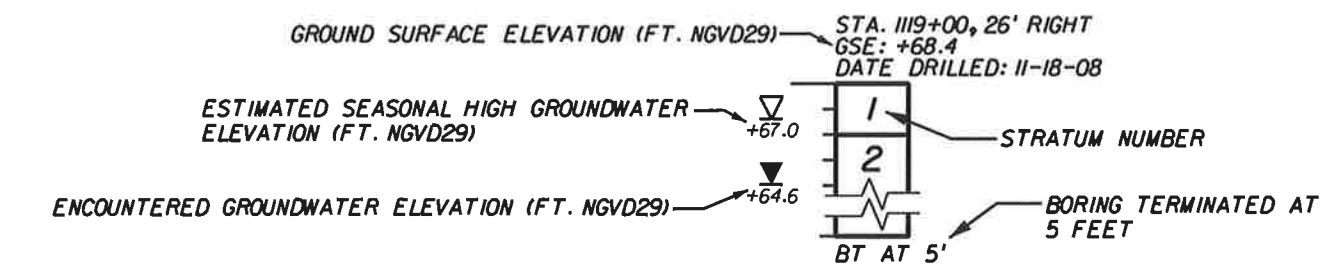 GROUND SURFACE ELEVATION (FT. NGVD29)
STA. 1119+00, 26' RIGHT
GSE: +68.4
DATE DRILLED: 11-18-08
ESTIMATED SEASONAL HIGH GROUNDWATER
ELEVATION (FT. NGVD29)
+67.0
1
STRATUM NUMBER
2
ENCOUNTERED GROUNDWATER ELEVATION (FT. NGVD29)
+64.6
BORING TERMINATED AT
5 FEET
BT AT 5'